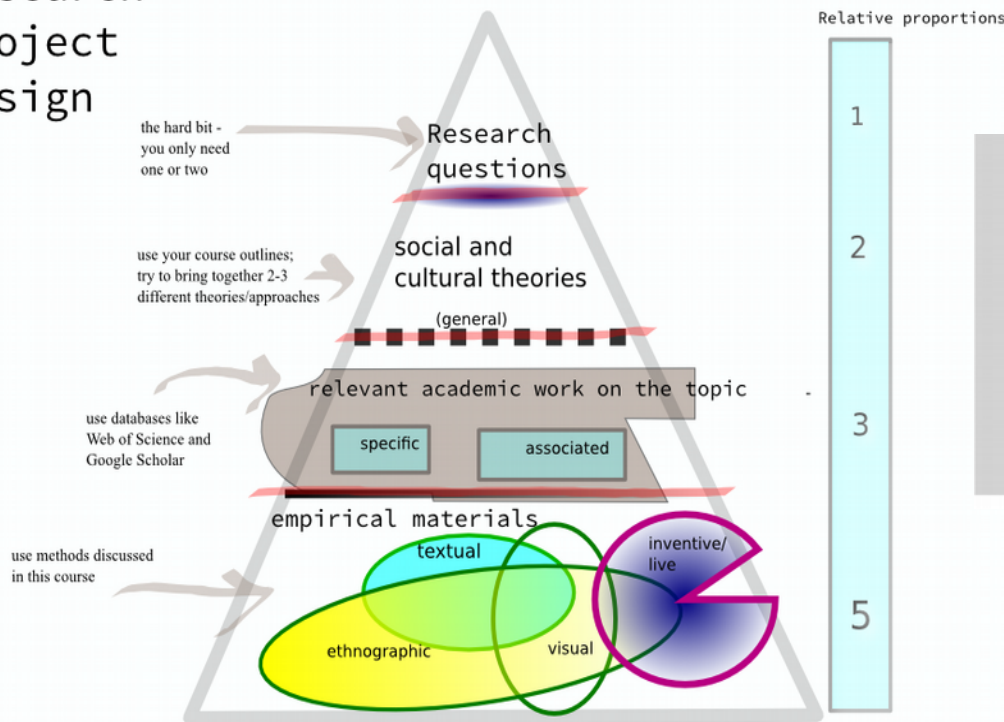 oject
sign
Relative proportions
the hard bit -
you only need
one or two
Research
questions
1
use your course outlines;
try to bring together 2-3
different theories/approaches
social and
cultural theories
(general)
2
relevant academic work on the topic
use databases like
Web of Science and
Google Scholar
specific
associated
3
empirical materials
use methods discussed
in this course
textual
inventive/
live
ethnographic
visual
5